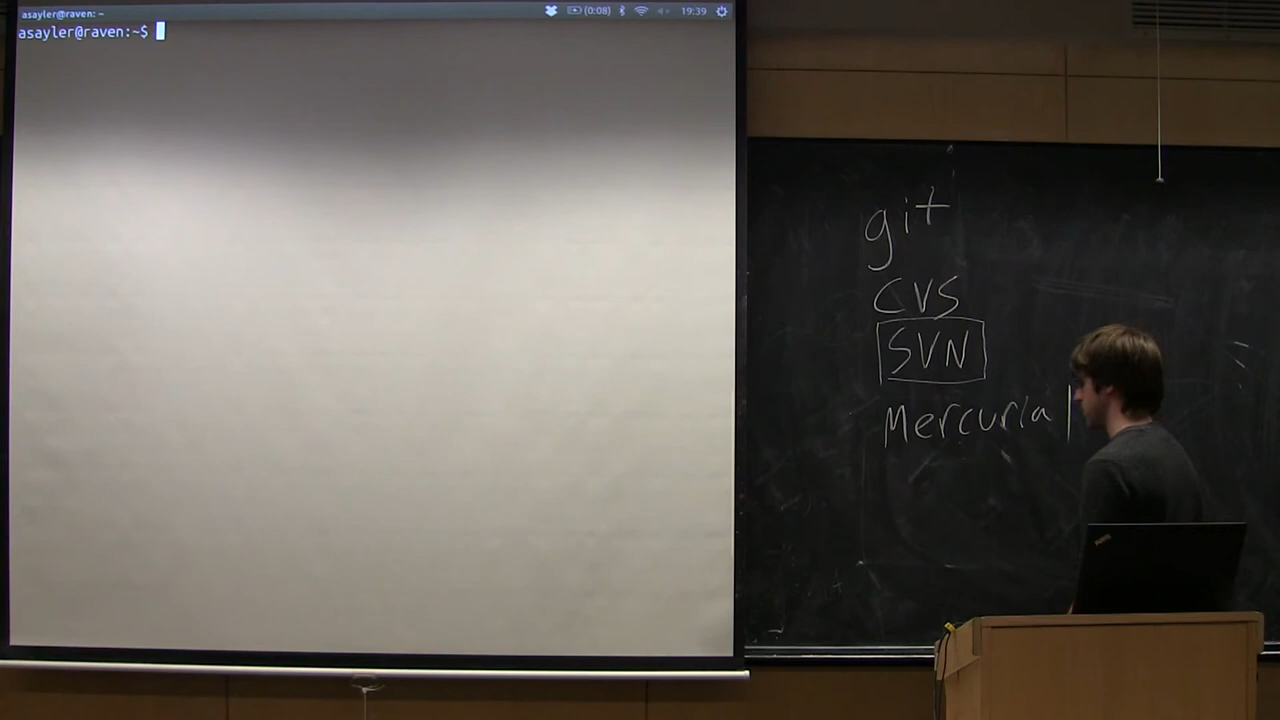 asayler@raven: ~
(0:08)
19:39
asayler@raven:~$
git
CVS
SVN
Mercurial